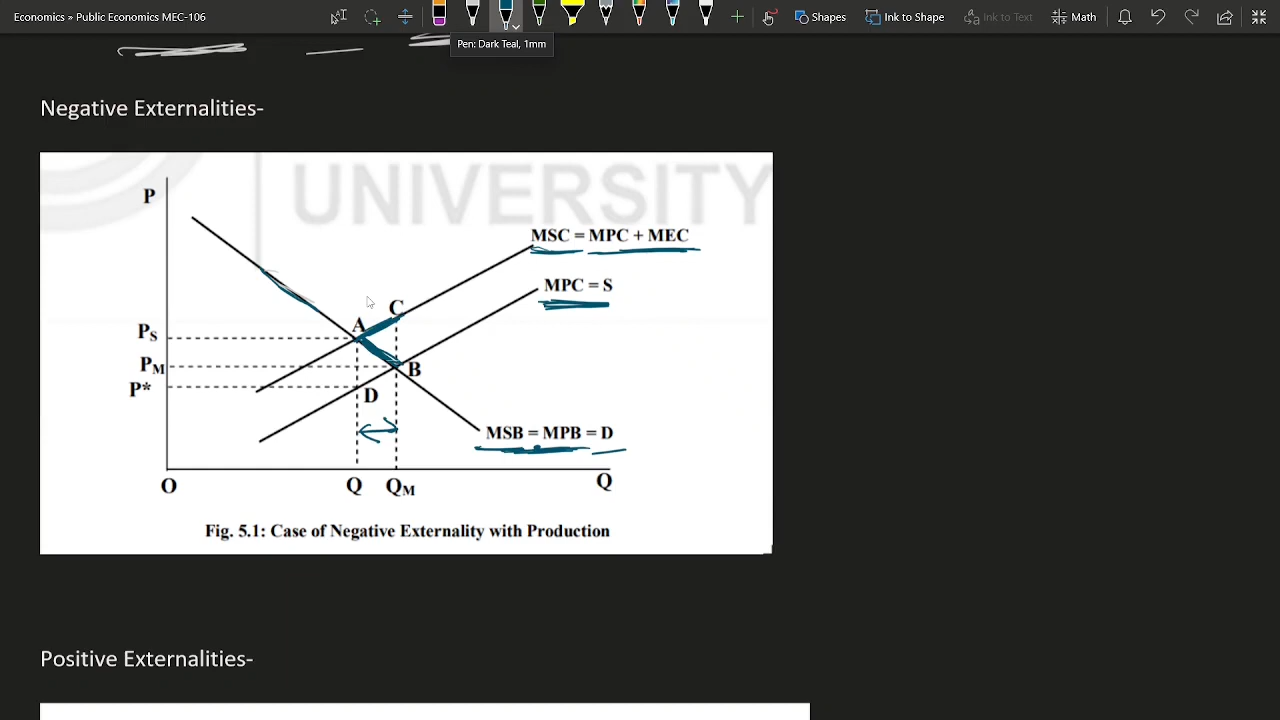 Economics » Public Economics MEC-106
Shapes
Ink to Shape
Ink to Text
Math
Pen: Dark Teal, 1mm
Negative Externalities-
UNIVERSITY
P
MSC = MPC + MEC
MPC = S
C
A
PS
PM
B
P*
D
MSB = MPB = D
O
Q
QM
Q
Fig. 5.1: Case of Negative Externality with Production
Positive Externalities-